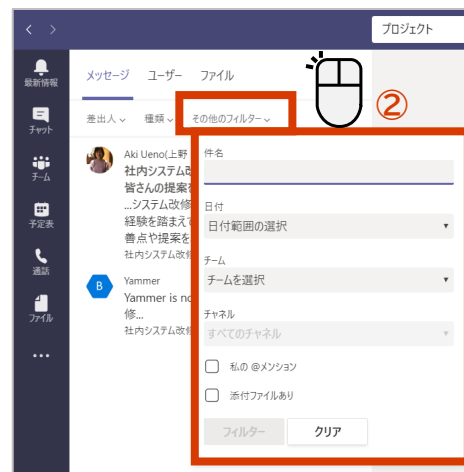 プロジェクト
最新情報
チャット
チーム
予定表
通話
ファイル
メッセージ ユーザー ファイル
差出人 種類 その他のフィルター
②
Aki Ueno(上野
社内システム改
皆さんの提案を
...システム改修
経験を踏まえて
善点や提案を
社内システム改修
B
Yammer
Yammer is no
修...
社内システム改修
件名
日付
日付範囲の選択
チーム
チームを選択
チャネル
すべてのチャネル
私の @メンション
添付ファイルあり
フィルター クリア